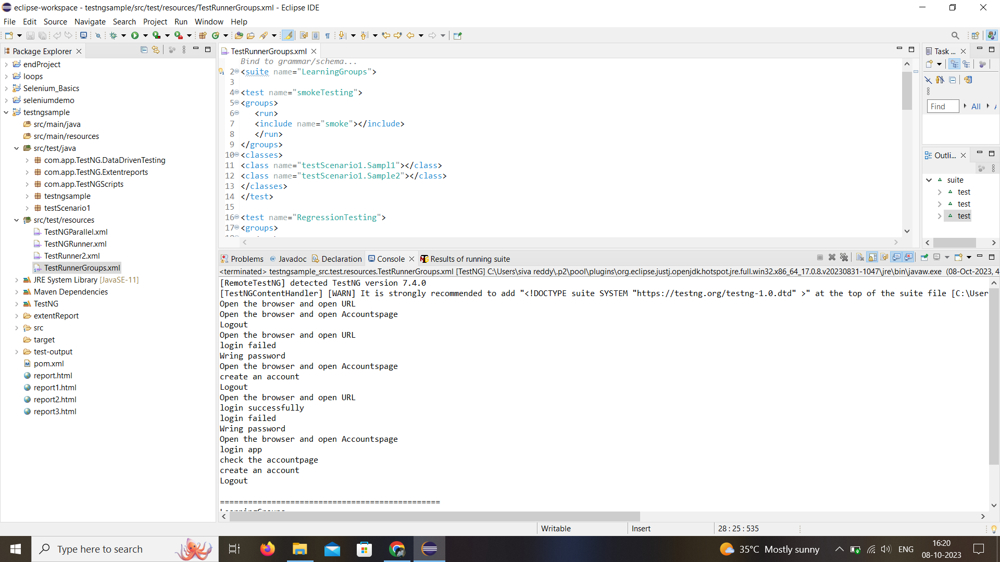 eclipse-workspace - testngsample/src/test/resources/TestRunnerGroups.xml - Eclipse IDE
File Edit Source Navigate Search Project Run Window Help
Package Explorer
endProject
loops
Selenium_Basics
seleniumdemo
testngsample
src/main/java
src/main/resources
src/test/java
com.app.TestNG.DataDrivenTesting
com.app.TestNG.Extentreports
com.app.TestNGScripts
testngsample
testScenario1
src/test/resources
TestNGParallel.xml
TestNGRunner.xml
TestRunner2.xml
TestRunnerGroups.xml
JRE System Library [JavaSE-11]
Maven Dependencies
TestNG
extentReport
src
target
test-output
pom.xml
report.html
report1.html
report2.html
report3.html
TestRunnerGroups.xml
Bind to grammar/schema...
2 <suite name="LearningGroups">
3
4 <test name="smokeTesting">
5 <groups>
6 <run>
7 <include name="smoke"></include>
8 </run>
9 </groups>
10 <classes>
11 <class name="testScenario1.Sampl1"></class>
12 <class name="testScenario1.Sample2"></class>
13 </classes>
14 </test>
15
16 <test name="RegressionTesting">
17 <groups>
Task ...
Find All
Outli...
suite
test
test
test
Problems Javadoc Declaration Console Results of running suite
<terminated> testngsample_src.test.resources.TestRunnerGroups.xml [TestNG] C:\Users\siva reddy\.p2\pool\plugins\org.eclipse.justj.openjdk.hotspot.jre.full.win32.x86_64_17.0.8.v20230831-1047\jre\bin\javaw.exe (08-Oct-2023, 4
[RemoteTestNG] detected TestNG version 7.4.0
[TestNGContentHandler] [WARN] It is strongly recommended to add "<!DOCTYPE suite SYSTEM "https://testng.org/testng-1.0.dtd" >" at the top of the suite file [C:\User
Open the browser and open URL
Open the browser and open Accountspage
Logout
Open the browser and open URL
login failed
Wring password
Open the browser and open Accountspage
create an account
Logout
Open the browser and open URL
login successfully
login failed
Wring password
Open the browser and open Accountspage
login app
check the accountpage
create an account
Logout
===============================================
Writable Insert 28 : 25 : 535
Type here to search
35°C Mostly sunny
ENG
16:20
08-10-2023